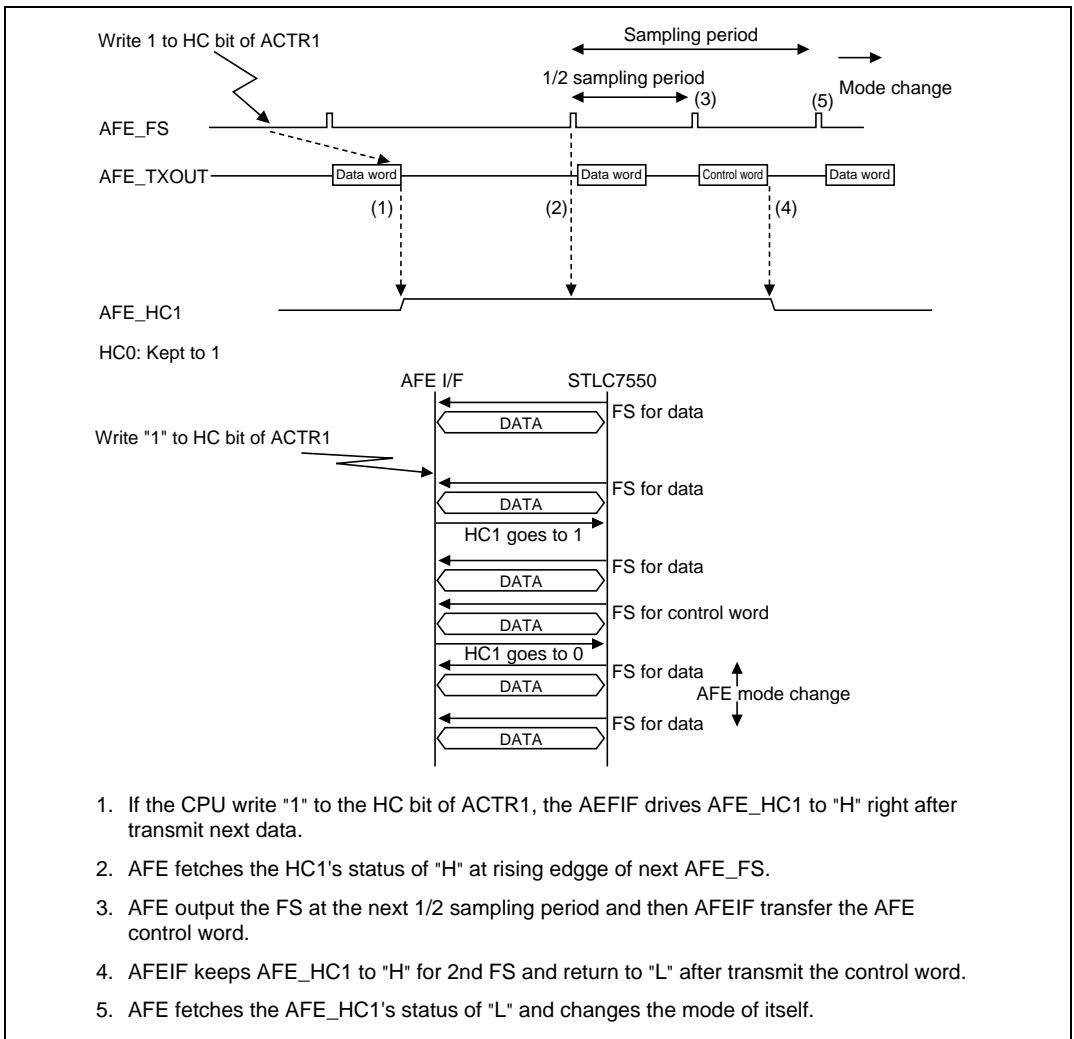 Write 1 to HC bit of ACTR1
Sampling period
1/2 sampling period
Mode change
(3)
(5)
AFE_FS
AFE_TXOUT
Data word
Data word
Control word
Data word
(1)
(2)
(4)
AFE_HC1
HC0: Kept to 1
AFE I/F
STLC7550
FS for data
DATA
Write "1" to HC bit of ACTR1
FS for data
DATA
HC1 goes to 1
FS for data
DATA
FS for control word
DATA
HC1 goes to 0
FS for data
DATA
AFE mode change
FS for data
DATA
1. If the CPU write "1" to the HC bit of ACTR1, the AEFIF drives AFE_HC1 to "H" right after
transmit next data.
2. AFE fetches the HC1's status of "H" at rising edgge of next AFE_FS.
3. AFE output the FS at the next 1/2 sampling period and then AFEIF transfer the AFE
control word.
4. AFEIF keeps AFE_HC1 to "H" for 2nd FS and return to "L" after transmit the control word.
5. AFE fetches the AFE_HC1's status of "L" and changes the mode of itself.